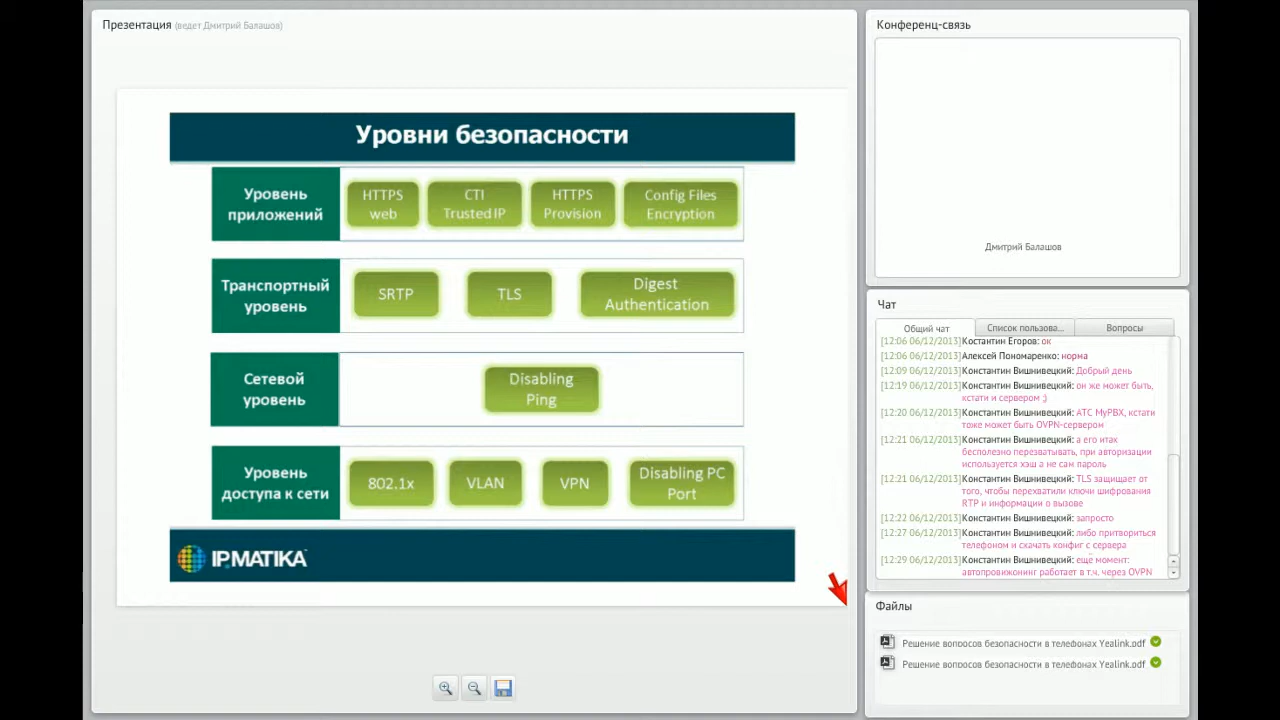 Презентация (ведет Дмитрий Балашов)
Уровни безопасности
Уровень
приложений
HTTPS
web
CTI
Trusted IP
HTTPS
Provision
Config Files
Encryption
Транспортный
уровень
SRTP
TLS
Digest
Authentication
Сетевой
уровень
Disabling
Ping
Уровень
доступа к сети
802.1x
VLAN
VPN
Disabling PC
Port
IPMATIKA
Конференц-связь
Дмитрий Балашов
Чат
Общий чат
Список пользова...
Вопросы
[12:06 06/12/2013] Костантин Егоров: ок
[12:06 06/12/2013] Алексей Пономаренко: норма
[12:09 06/12/2013] Константин Вишнивецкий: Добрый день
[12:19 06/12/2013] Константин Вишнивецкий: он же может быть,
кстати и сервером ;)
[12:20 06/12/2013] Константин Вишнивецкий: АТС MyPBX, кстати
тоже может быть OVPN-сервером
[12:21 06/12/2013] Константин Вишнивецкий: а его итах
бесполезно перезватывать, при авторизации
используется хэш а не сам пароль
[12:21 06/12/2013] Константин Вишнивецкий: TLS защищает от
того, чтобы перехватили ключи шифрования
RTP и информации о вызове
[12:22 06/12/2013] Константин Вишнивецкий: запросто
[12:27 06/12/2013] Константин Вишнивецкий: либо притвориться
телефоном и скачать конфиг с сервера
[12:29 06/12/2013] Константин Вишнивецкий: ещё момент:
автопровижонинг работает в т.ч. через OVPN
Файлы
Решение вопросов безопасности в телефонах Yealink.pdf
Решение вопросов безопасности в телефонах Yealink.pdf